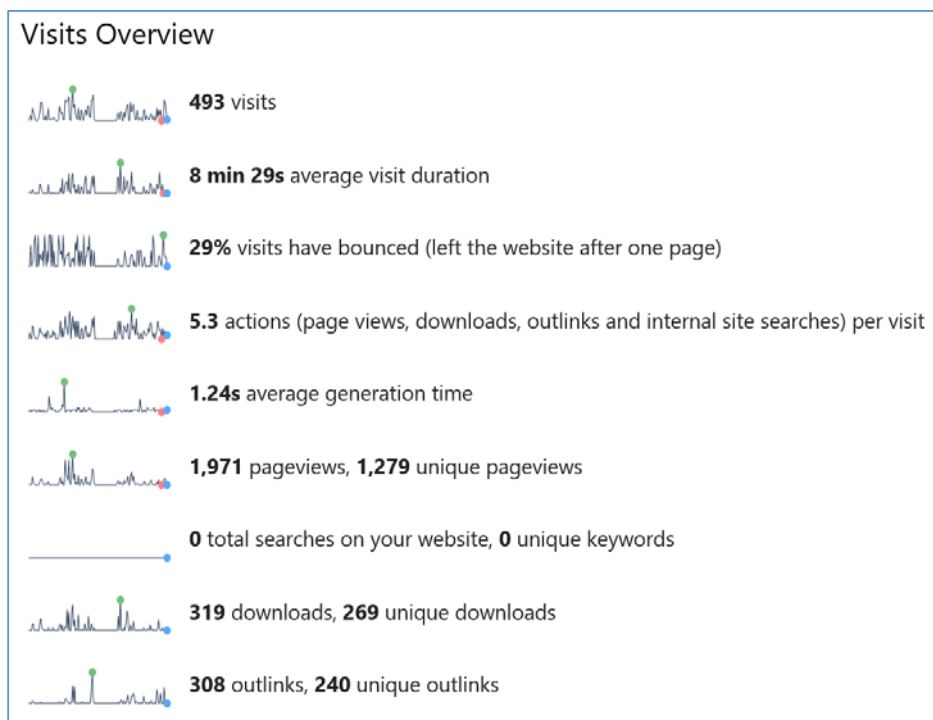 Visits Overview
493 visits
8 min 29s average visit duration
29% visits have bounced (left the website after one page)
5.3 actions (page views, downloads, outlinks and internal site searches) per visit
1.24s average generation time
1,971 pageviews, 1,279 unique pageviews
0 total searches on your website, 0 unique keywords
319 downloads, 269 unique downloads
308 outlinks, 240 unique outlinks